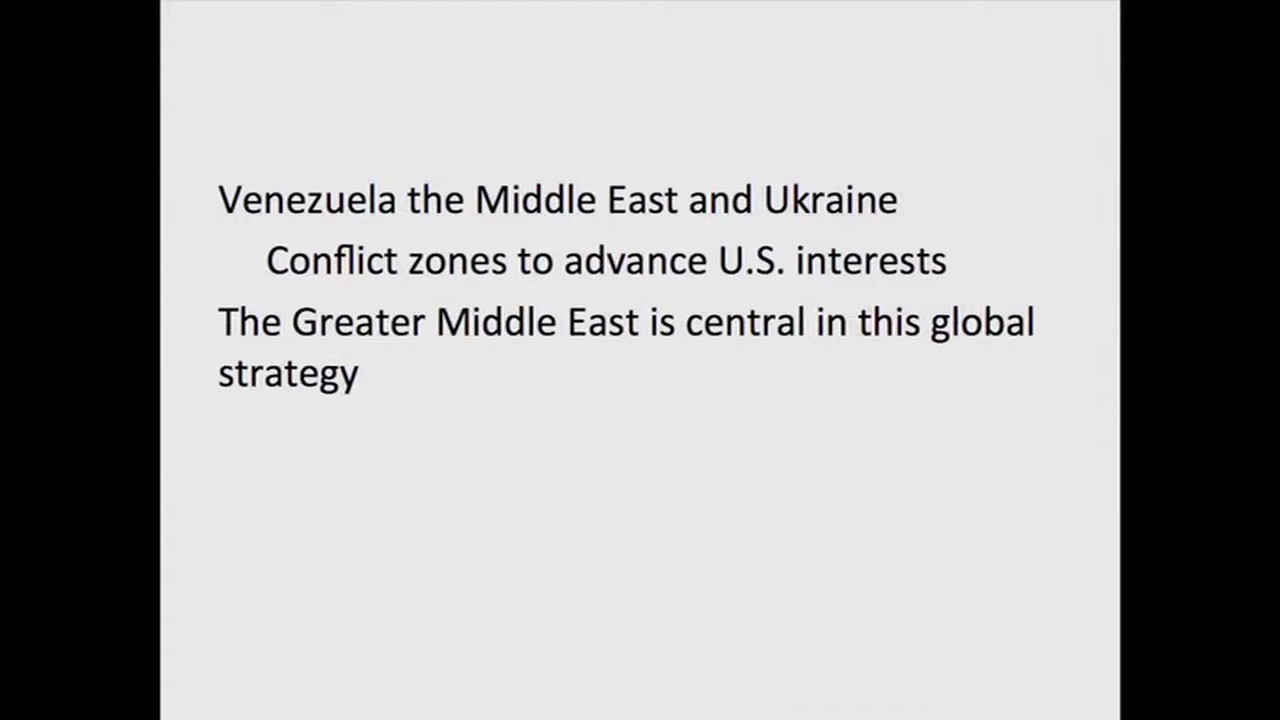 Venezuela the Middle East and Ukraine
Conflict zones to advance U.S. interests
The Greater Middle East is central in this global
strategy